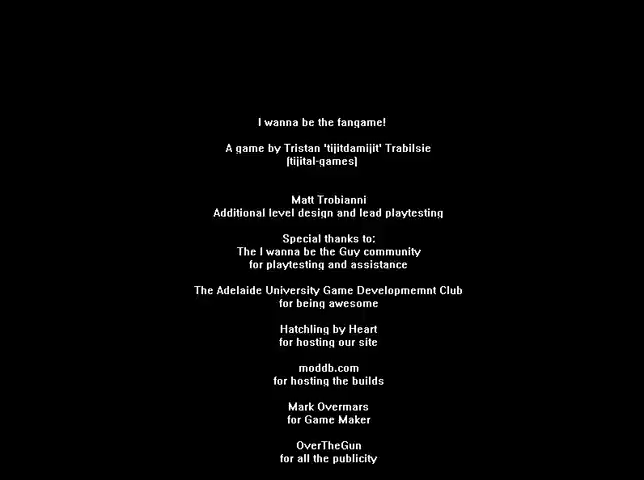 I wanna be the fangame!
A game by Tristan 'tijitdamijit' Trabilsie
(tijital-games)
Matt Trobianni
Additional level design and lead playtesting
Special thanks to:
The I wanna be the Guy community
for playtesting and assistance
The Adelaide University Game Developmemnt Club
for being awesome
Hatchling by Heart
for hosting our site
moddb.com
for hosting the builds
Mark Overmars
for Game Maker
OverTheGun
for all the publicity